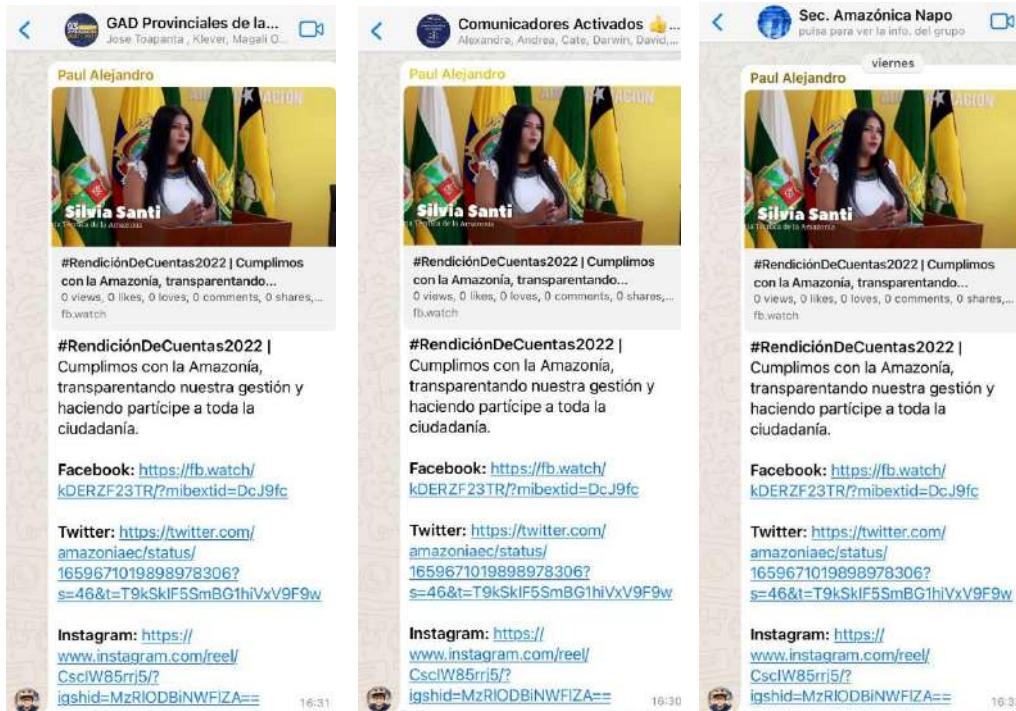 GAD Provinciales de la...
Jose Toapanta , Klever, Magali O...
Paul Alejandro
Silvia Santi
#RendiciónDeCuentas2022 | Cumplimos
con la Amazonía, transparentando...
0 views, 0 likes, 0 loves, 0 comments, 0 shares,...
fb.watch
#RendiciónDeCuentas2022 |
Cumplimos con la Amazonía,
transparentando nuestra gestión y
haciendo partícipe a toda la
ciudadanía.
Facebook: https://fb.watch/
kDERZF23TR/?mibextid=DcJ9fc
Twitter: https://twitter.com/
amazoniaec/status/
1659671019898978306?
s=46&t=T9kSkIF5SmBG1hiVxV9F9w
Instagram: https://
www.instagram.com/reel/
CscIW85rrj5/?
igshid=MzRlODBiNWFlZA==
16:31
Comunicadores Activados 👍...
Alexandra, Andrea, Cate, Darwin, David,...
Paul Alejandro
Silvia Santi
#RendiciónDeCuentas2022 | Cumplimos
con la Amazonía, transparentando...
0 views, 0 likes, 0 loves, 0 comments, 0 shares,...
fb.watch
#RendiciónDeCuentas2022 |
Cumplimos con la Amazonía,
transparentando nuestra gestión y
haciendo partícipe a toda la
ciudadanía.
Facebook: https://fb.watch/
kDERZF23TR/?mibextid=DcJ9fc
Twitter: https://twitter.com/
amazoniaec/status/
1659671019898978306?
s=46&t=T9kSkIF5SmBG1hiVxV9F9w
Instagram: https://
www.instagram.com/reel/
CscIW85rrj5/?
igshid=MzRlODBiNWFlZA==
16:30
Sec. Amazónica Napo
pulsa para ver la info. del grupo
viernes
Paul Alejandro
Silvia Santi
#RendiciónDeCuentas2022 | Cumplimos
con la Amazonía, transparentando...
0 views, 0 likes, 0 loves, 0 comments, 0 shares,...
fb.watch
#RendiciónDeCuentas2022 |
Cumplimos con la Amazonía,
transparentando nuestra gestión y
haciendo partícipe a toda la
ciudadanía.
Facebook: https://fb.watch/
kDERZF23TR/?mibextid=DcJ9fc
Twitter: https://twitter.com/
amazoniaec/status/
1659671019898978306?
s=46&t=T9kSkIF5SmBG1hiVxV9F9w
Instagram: https://
www.instagram.com/reel/
CscIW85rrj5/?
igshid=MzRlODBiNWFlZA==